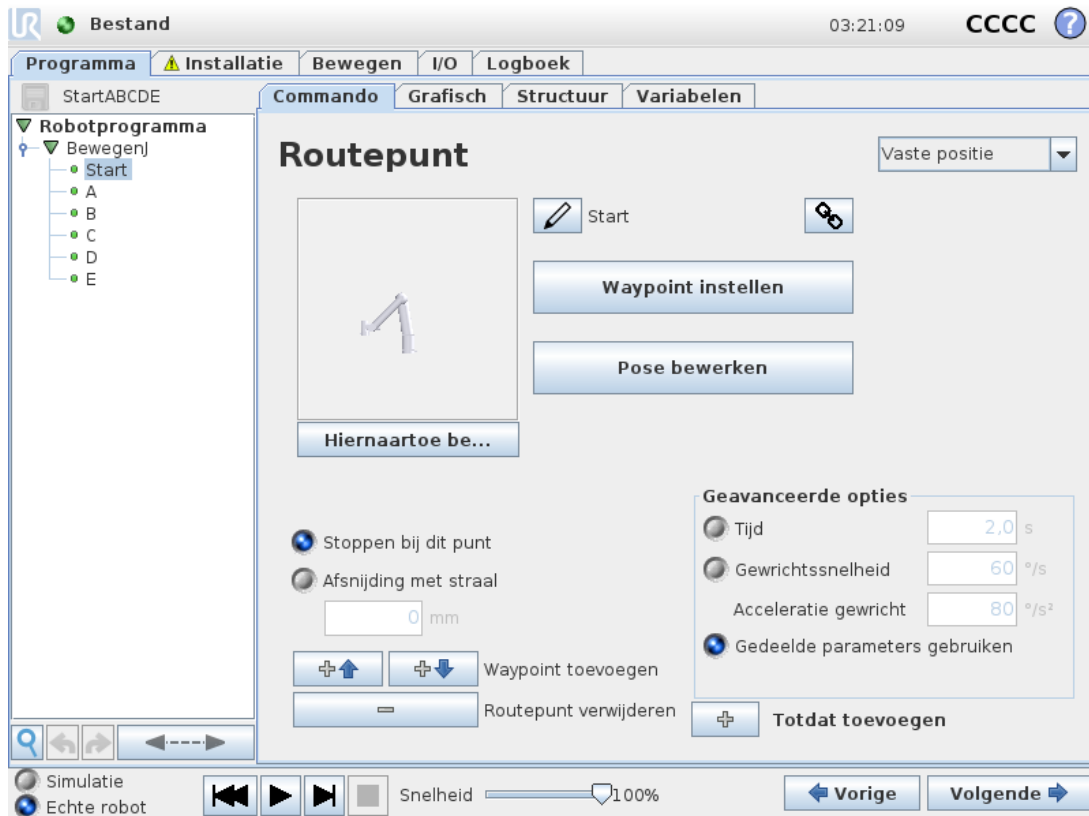 UR Bestand 03:21:09 CCCC ?
Programma Installatie Bewegen I/O Logboek
StartABCDE
Commando Grafisch Structuur Variabelen
Robotprogramma
BewegenJ
Start
A
B
C
D
E
Routepunt
Vaste positie
Start
Waypoint instellen
Pose bewerken
Hiernaartoe be...
Stoppen bij dit punt
Afsnijding met straal
0 mm
Waypoint toevoegen
Routepunt verwijderen
Geavanceerde opties
Tijd 2,0 s
Gewrichtssnelheid 60 °/s
Acceleratie gewricht 80 °/s²
Gedeelde parameters gebruiken
Totdat toevoegen
Simulatie
Echte robot
Snelheid 100%
Vorige
Volgende